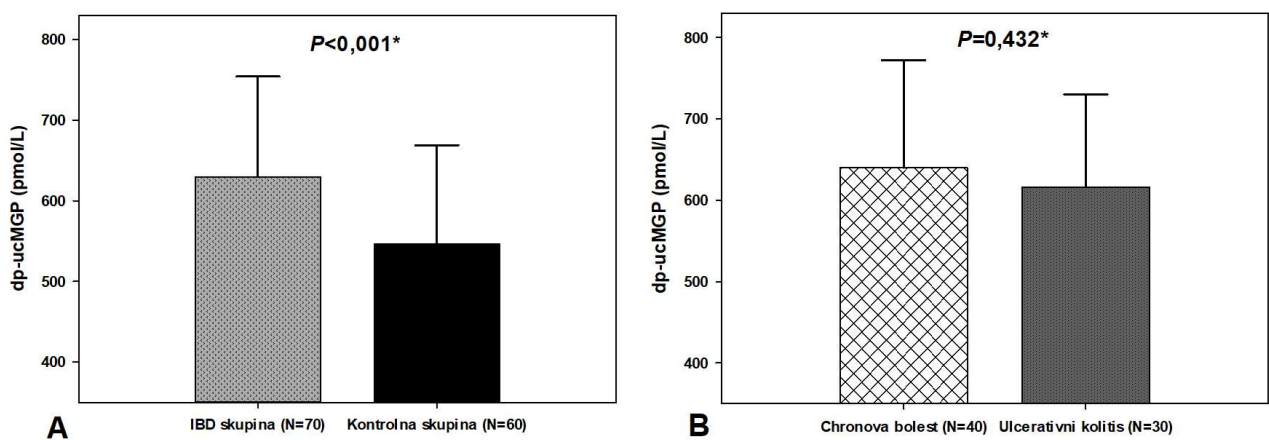 P<0,001*
800
700
600
500
400
dp-ucMGP (pmol/L)
IBD skupina (N=70) Kontrolna skupina (N=60)
A
P=0,432*
800
700
600
500
400
dp-ucMGP (pmol/L)
Chronova bolest (N=40) Ulcerativni kolitis (N=30)
B